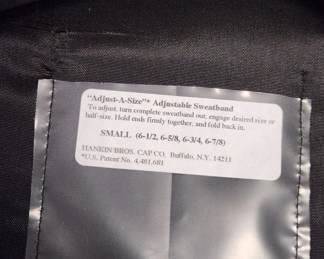 "Adjust-A-Size"* Adjustable Sweatband
To adjust, turn complete sweatband out, engage desired size or
half-size. Hold ends firmly together, and fold back in.
SMALL (6-1/2, 6-5/8, 6-3/4, 6-7/8)
HANKIN BROS. CAP CO. Buffalo, N.Y. 14211
*U.S. Patent No. 4,481,681